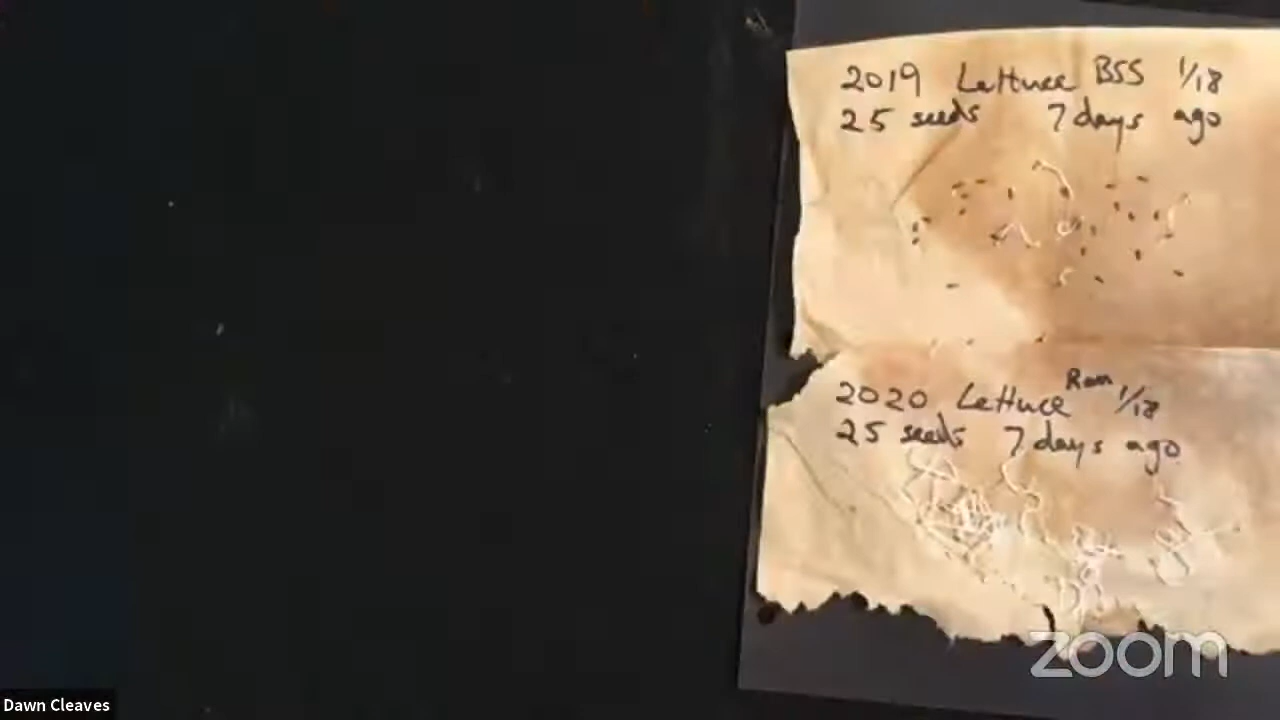 2019 Lettuce BSS 1/18
25 seeds 7 days ago
2020 Lettuce Rom 1/18
25 seeds 7 days ago
zoom
Dawn Cleaves